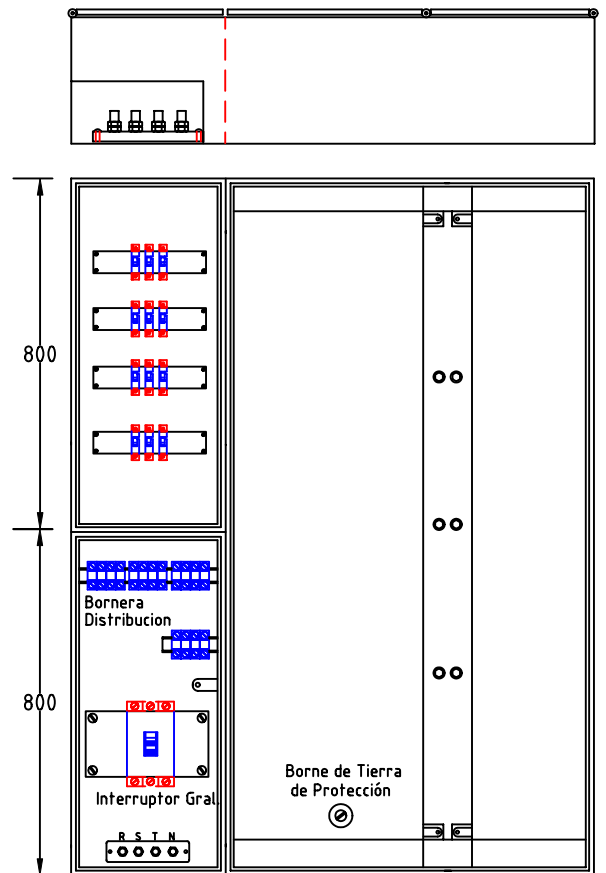 800
Bornera
Distribucion
800
Borne de Tierra
de Protección
Interruptor Gral.
R S T N